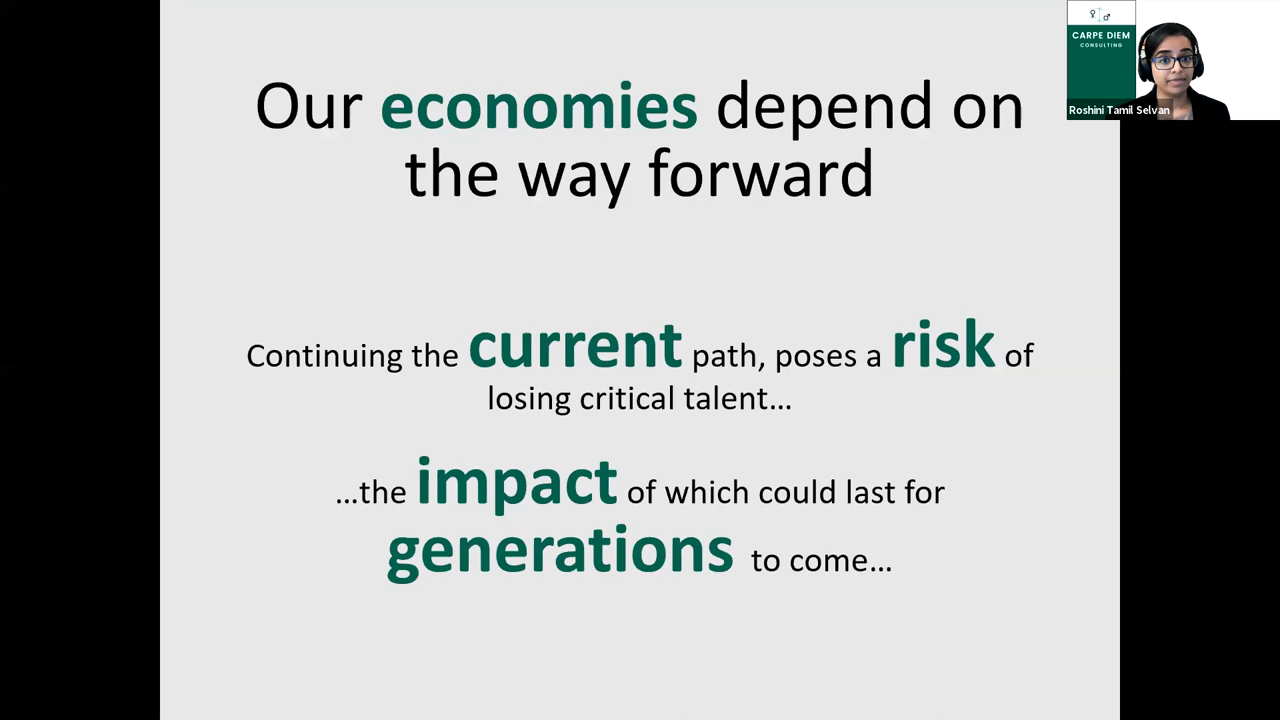 Our economies depend on
the way forward
Continuing the current path, poses a risk of
losing critical talent…
…the impact of which could last for
generations to come…
CARPE DIEM
CONSULTING
Roshini Tamil Selvan